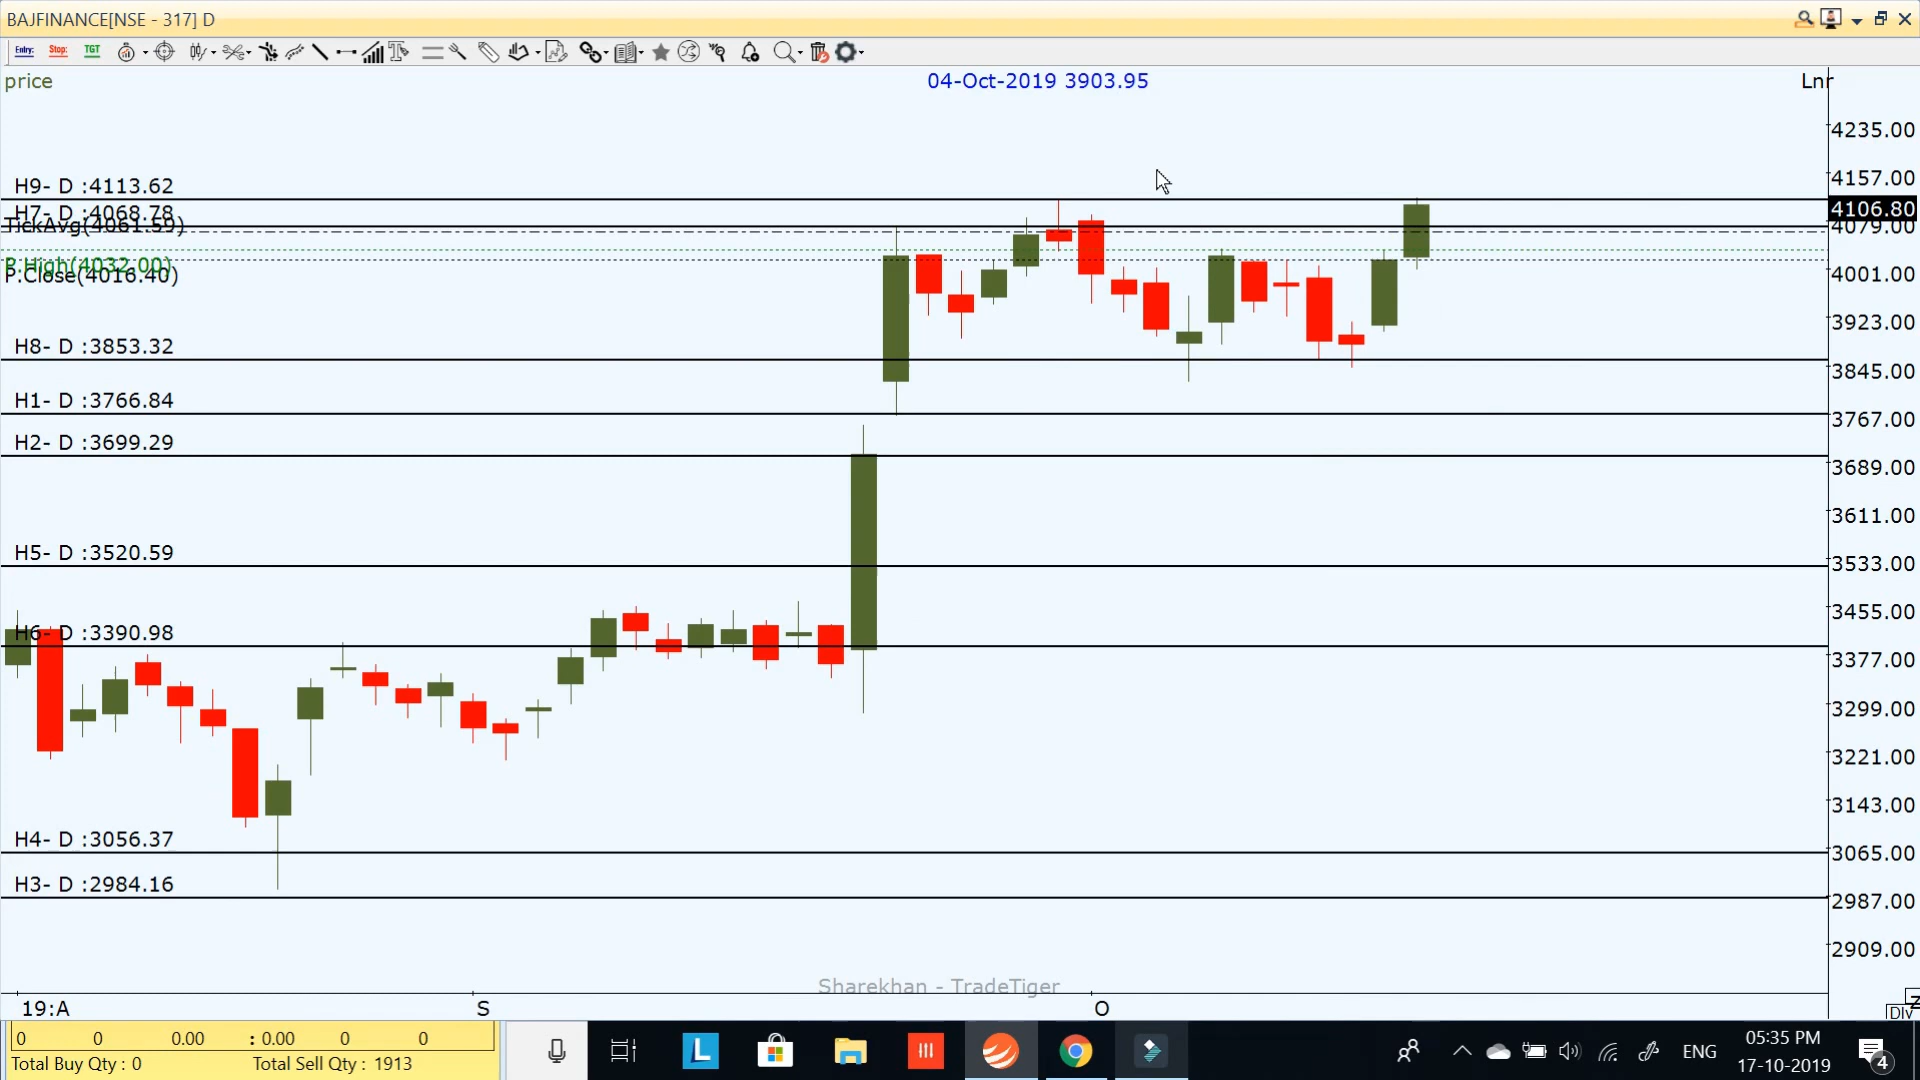 BAJFINANCE[NSE - 317] D
Entry: Stop: TGT
price
04-Oct-2019 3903.95
Lnr
4235.00
4157.00
H9- D :4113.62
4106.80
H7- D :4068.78
TickAvg(4061.59)
4079.00
P.High(4032.00)
P.Close(4016.40)
4001.00
3923.00
H8- D :3853.32
3845.00
H1- D :3766.84
3767.00
H2- D :3699.29
3689.00
3611.00
H5- D :3520.59
3533.00
3455.00
H6- D :3390.98
3377.00
3299.00
3221.00
3143.00
H4- D :3056.37
3065.00
H3- D :2984.16
2987.00
2909.00
Sharekhan - TradeTiger
19:A
S
O
Z
Div
0 0 0.00 : 0.00 0 0
Total Buy Qty : 0 Total Sell Qty : 1913
L
ENG
05:35 PM
17-10-2019
4